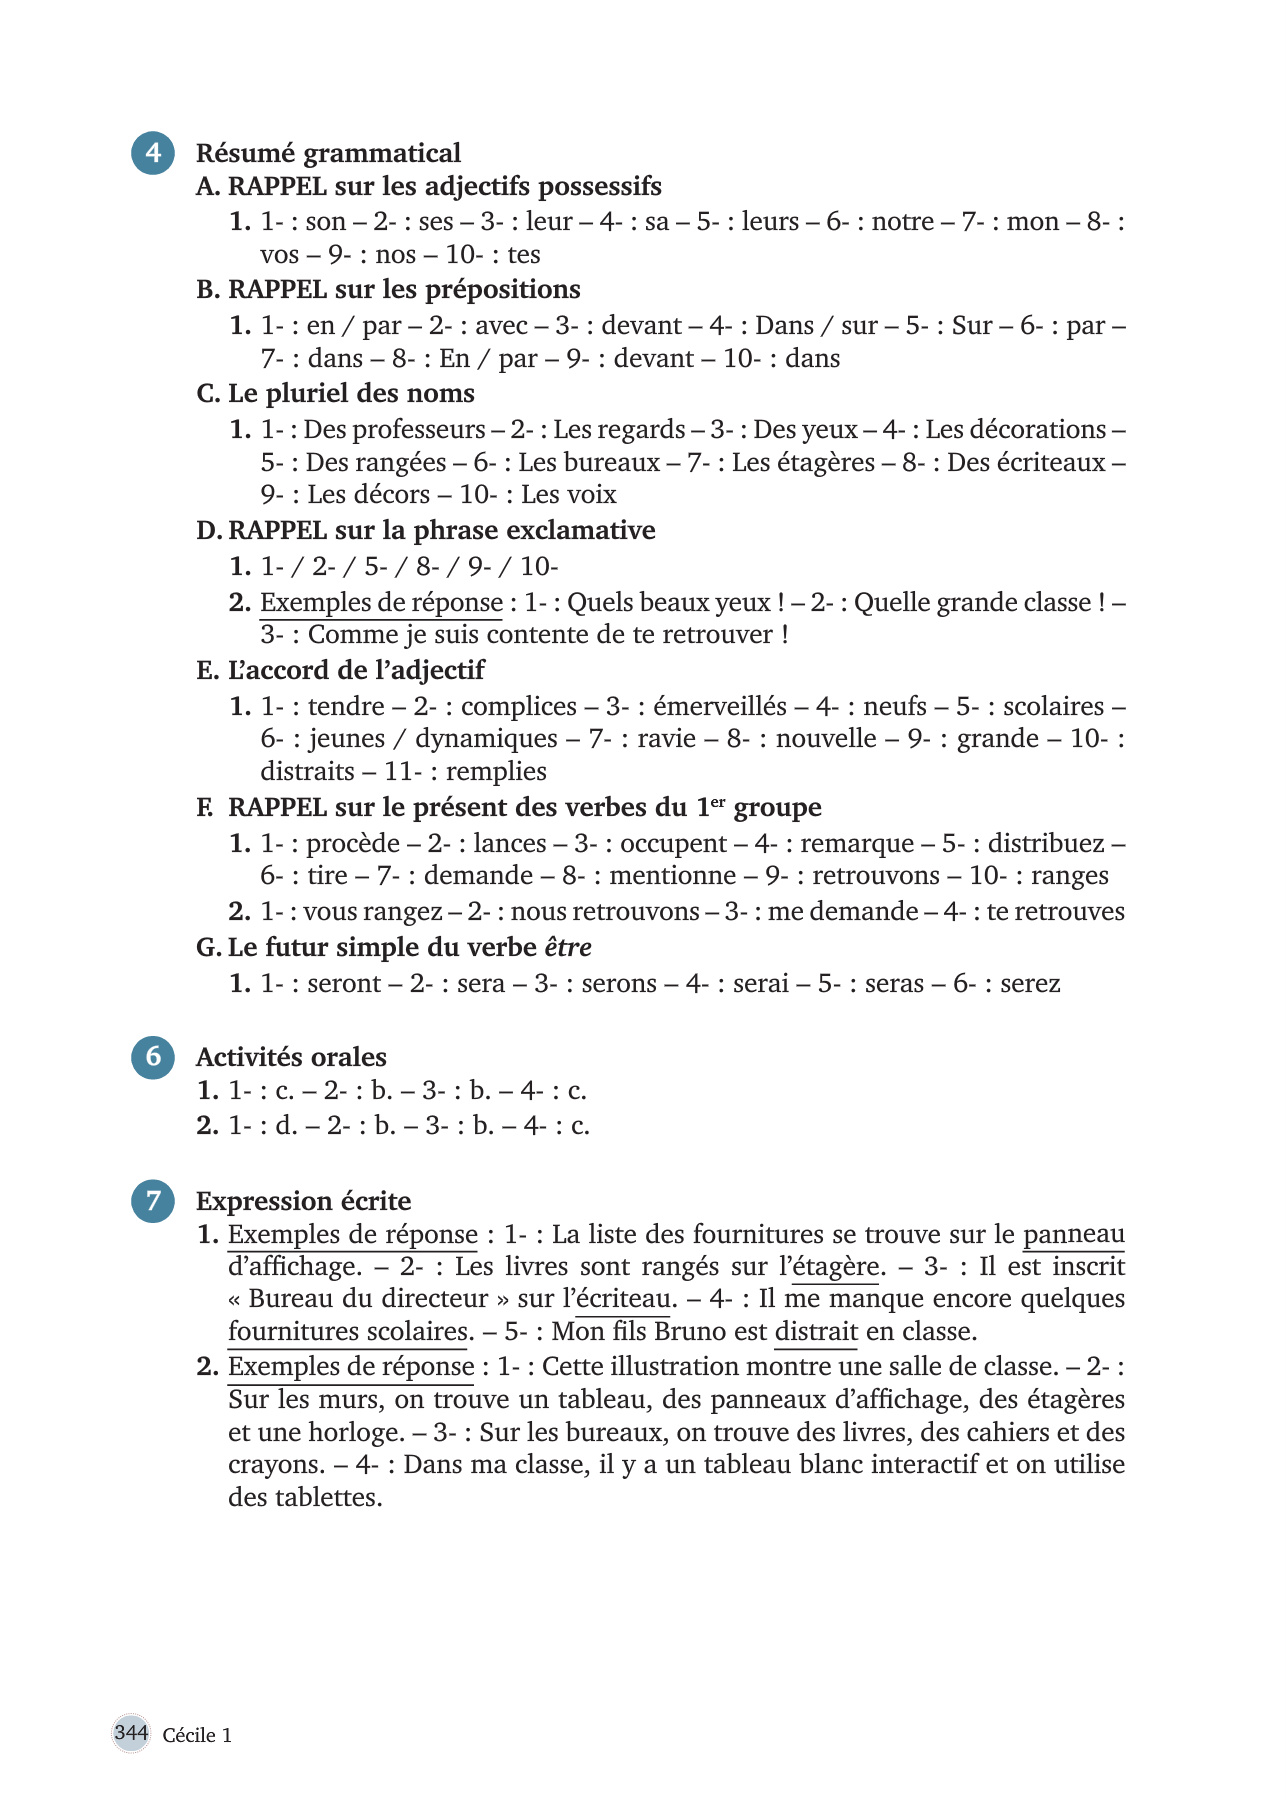 4 Résumé grammatical
A. RAPPEL sur les adjectifs possessifs
1. 1- : son – 2- : ses – 3- : leur – 4- : sa – 5- : leurs – 6- : notre – 7- : mon – 8- :
vos – 9- : nos – 10- : tes
B. RAPPEL sur les prépositions
1. 1- : en / par – 2- : avec – 3- : devant – 4- : Dans / sur – 5- : Sur – 6- : par –
7- : dans – 8- : En / par – 9- : devant – 10- : dans
C. Le pluriel des noms
1. 1- : Des professeurs – 2- : Les regards – 3- : Des yeux – 4- : Les décorations –
5- : Des rangées – 6- : Les bureaux – 7- : Les étagères – 8- : Des écriteaux –
9- : Les décors – 10- : Les voix
D. RAPPEL sur la phrase exclamative
1. 1- / 2- / 5- / 8- / 9- / 10-
2. Exemples de réponse : 1- : Quels beaux yeux ! – 2- : Quelle grande classe ! –
3- : Comme je suis contente de te retrouver !
E. L’accord de l’adjectif
1. 1- : tendre – 2- : complices – 3- : émerveillés – 4- : neufs – 5- : scolaires –
6- : jeunes / dynamiques – 7- : ravie – 8- : nouvelle – 9- : grande – 10- :
distraits – 11- : remplies
F. RAPPEL sur le présent des verbes du 1er groupe
1. 1- : procède – 2- : lances – 3- : occupent – 4- : remarque – 5- : distribuez –
6- : tire – 7- : demande – 8- : mentionne – 9- : retrouvons – 10- : ranges
2. 1- : vous rangez – 2- : nous retrouvons – 3- : me demande – 4- : te retrouves
G. Le futur simple du verbe être
1. 1- : seront – 2- : sera – 3- : serons – 4- : serai – 5- : seras – 6- : serez
6 Activités orales
1. 1- : c. – 2- : b. – 3- : b. – 4- : c.
2. 1- : d. – 2- : b. – 3- : b. – 4- : c.
7 Expression écrite
1. Exemples de réponse : 1- : La liste des fournitures se trouve sur le panneau
d’affichage. – 2- : Les livres sont rangés sur l’étagère. – 3- : Il est inscrit
« Bureau du directeur » sur l’écriteau. – 4- : Il me manque encore quelques
fournitures scolaires. – 5- : Mon fils Bruno est distrait en classe.
2. Exemples de réponse : 1- : Cette illustration montre une salle de classe. – 2- :
Sur les murs, on trouve un tableau, des panneaux d’affichage, des étagères
et une horloge. – 3- : Sur les bureaux, on trouve des livres, des cahiers et des
crayons. – 4- : Dans ma classe, il y a un tableau blanc interactif et on utilise
des tablettes.
344 Cécile 1